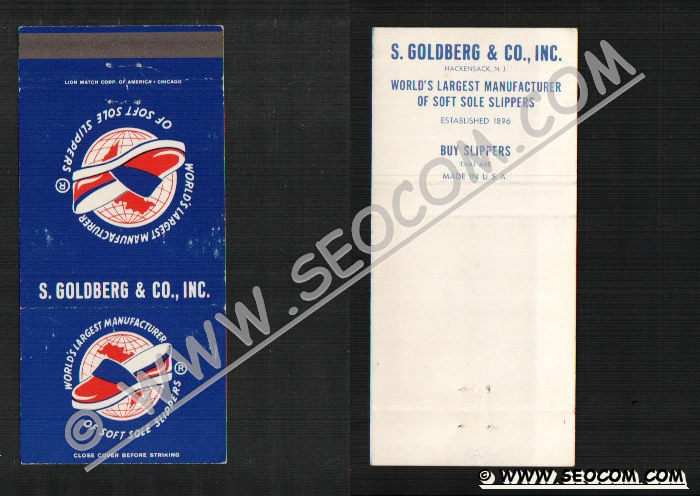 LION MATCH CORP. OF AMERICA • CHICAGO
WORLD'S LARGEST MANUFACTURER
OF SOFT SOLE SLIPPERS
®
S. GOLDBERG & CO., INC.
WORLD'S LARGEST MANUFACTURER
®
OF SOFT SOLE SLIPPERS
CLOSE COVER BEFORE STRIKING
S. GOLDBERG & CO., INC.
HACKENSACK, N. J.
WORLD'S LARGEST MANUFACTURER
OF SOFT SOLE SLIPPERS
ESTABLISHED 1896
BUY SLIPPERS
THAT ARE
MADE IN U. S. A.
© WWW.SEOCOM.COM
© WWW.SEOCOM.COM